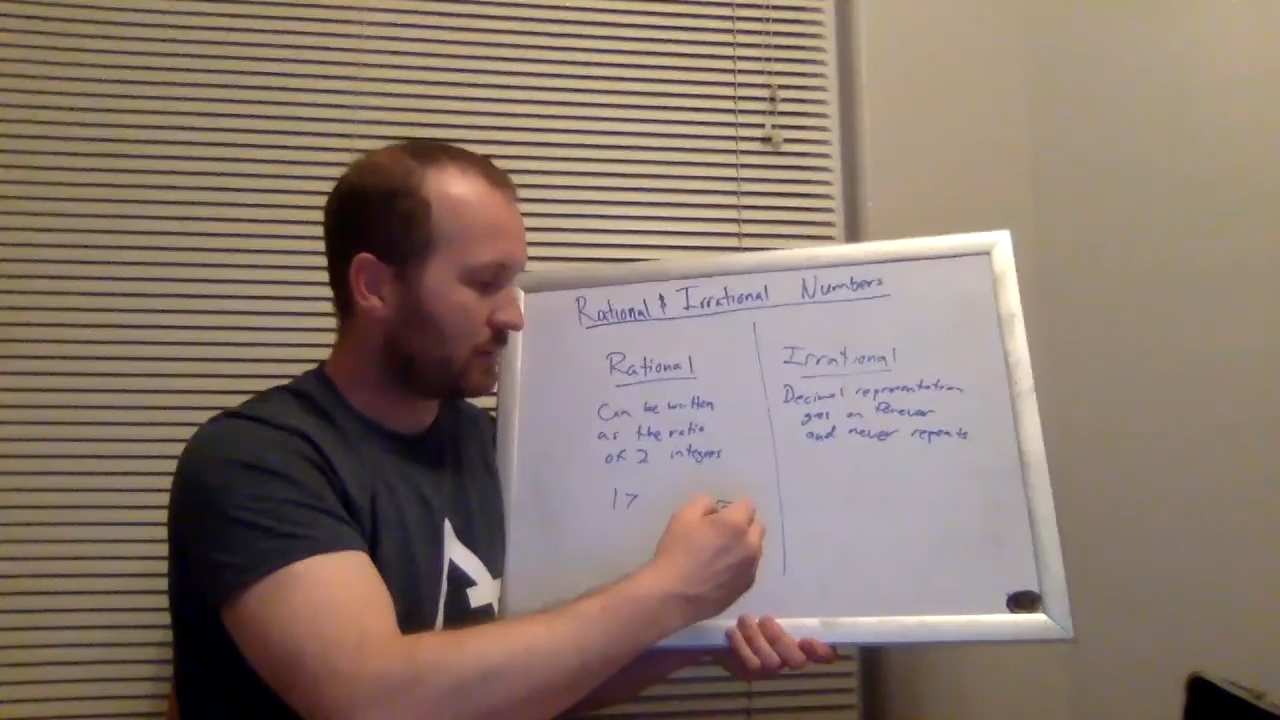 Rational & Irrational Numbers
Rational
Can be written
as the ratio
of 2 integers
17
Irrational
Decimal representation
goes on forever
and never repeats